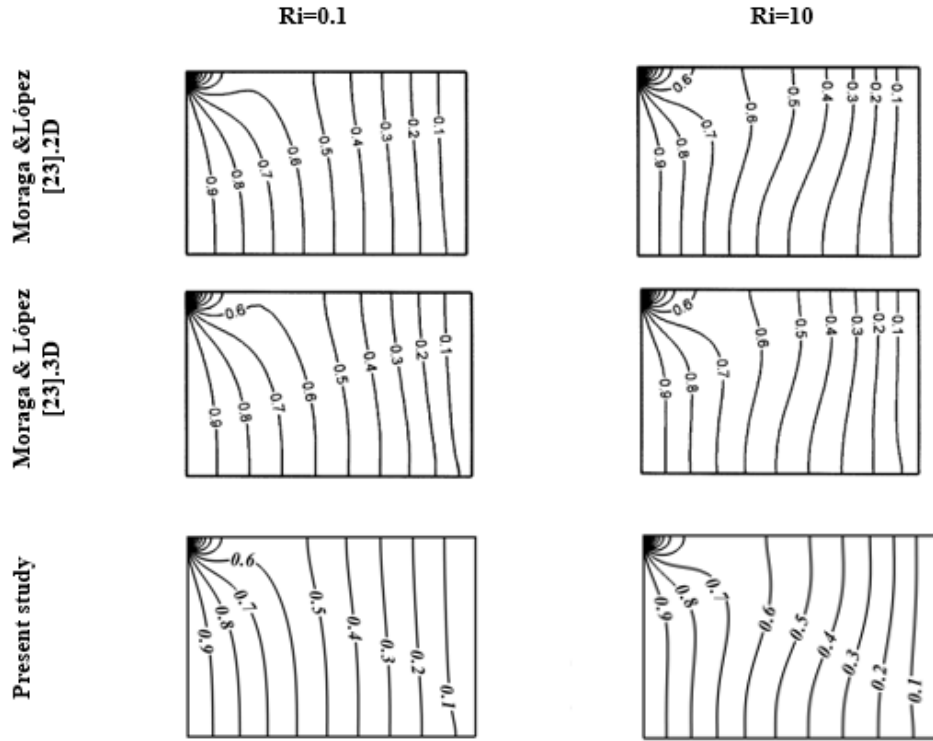 Ri=0.1
Ri=10
Moraga &López
[23].2D
0.9 0.8 0.7 0.6 0.5 0.4 0.3 0.2 0.1
0.9 0.8 0.6 0.7 0.6 0.5 0.4 0.3 0.2 0.1
Moraga & López
[23].3D
0.9 0.6 0.8 0.7 0.6 0.5 0.4 0.3 0.2 0.1
0.9 0.8 0.6 0.7 0.6 0.5 0.4 0.3 0.2 0.1
Present study
0.9 0.8 0.7 0.6 0.5 0.4 0.3 0.2 0.1
0.9 0.8 0.7 0.6 0.5 0.4 0.3 0.2 0.1